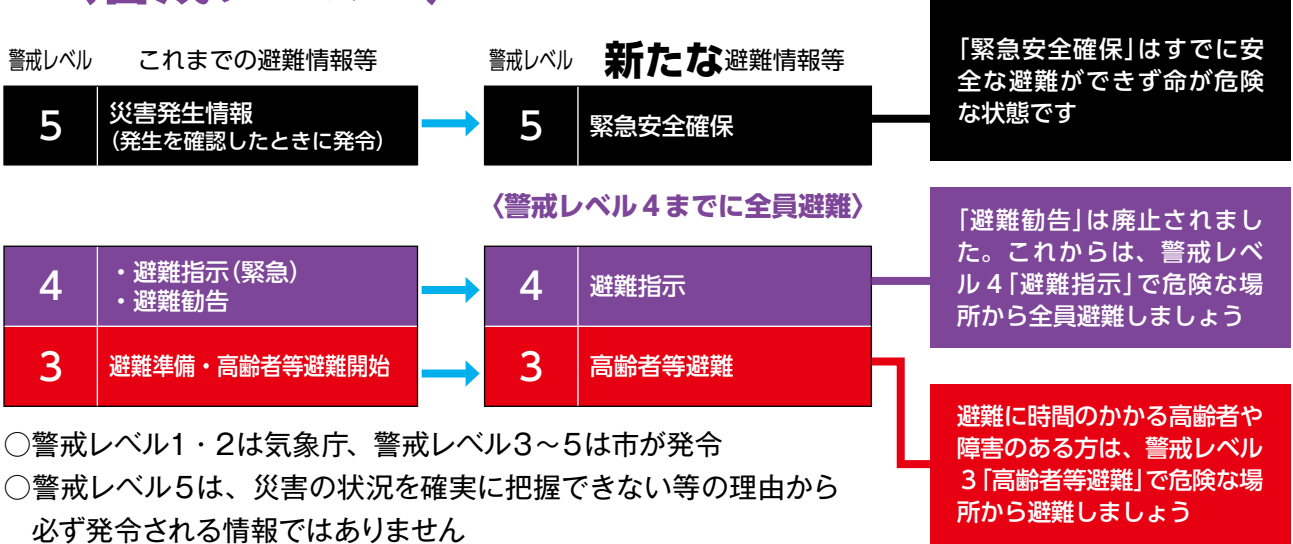 警戒レベル これまでの避難情報等
5 災害発生情報
(発生を確認したときに発令)
4 ・避難指示(緊急)
・避難勧告
3 避難準備・高齢者等避難開始
警戒レベル 新たな避難情報等
5 緊急安全確保
〈警戒レベル4までに全員避難〉
4 避難指示
3 高齢者等避難
「緊急安全確保」はすでに安
全な避難ができず命が危険
な状態です
「避難勧告」は廃止されまし
た。これからは、警戒レベ
ル4「避難指示」で危険な場
所から全員避難しましょう
避難に時間のかかる高齢者や
障害のある方は、警戒レベル
3「高齢者等避難」で危険な場
所から避難しましょう
○警戒レベル1・2は気象庁、警戒レベル3～5は市が発令
○警戒レベル5は、災害の状況を確実に把握できない等の理由から
必ず発令される情報ではありません